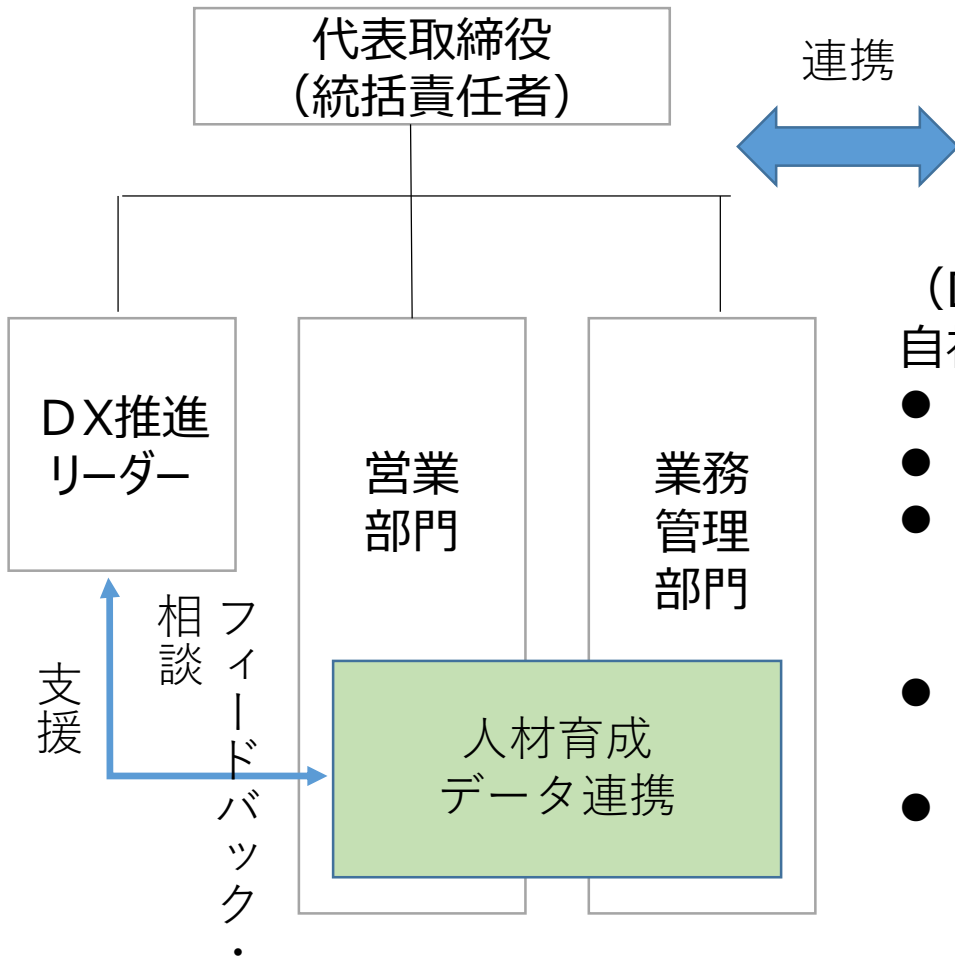 代表取締役
（統括責任者）
連携
ＤX推進
リーダー
営業
部門
業務
管理
部門
支援
フィードバック・
相談
人材育成
データ連携
●
●
●
●
●